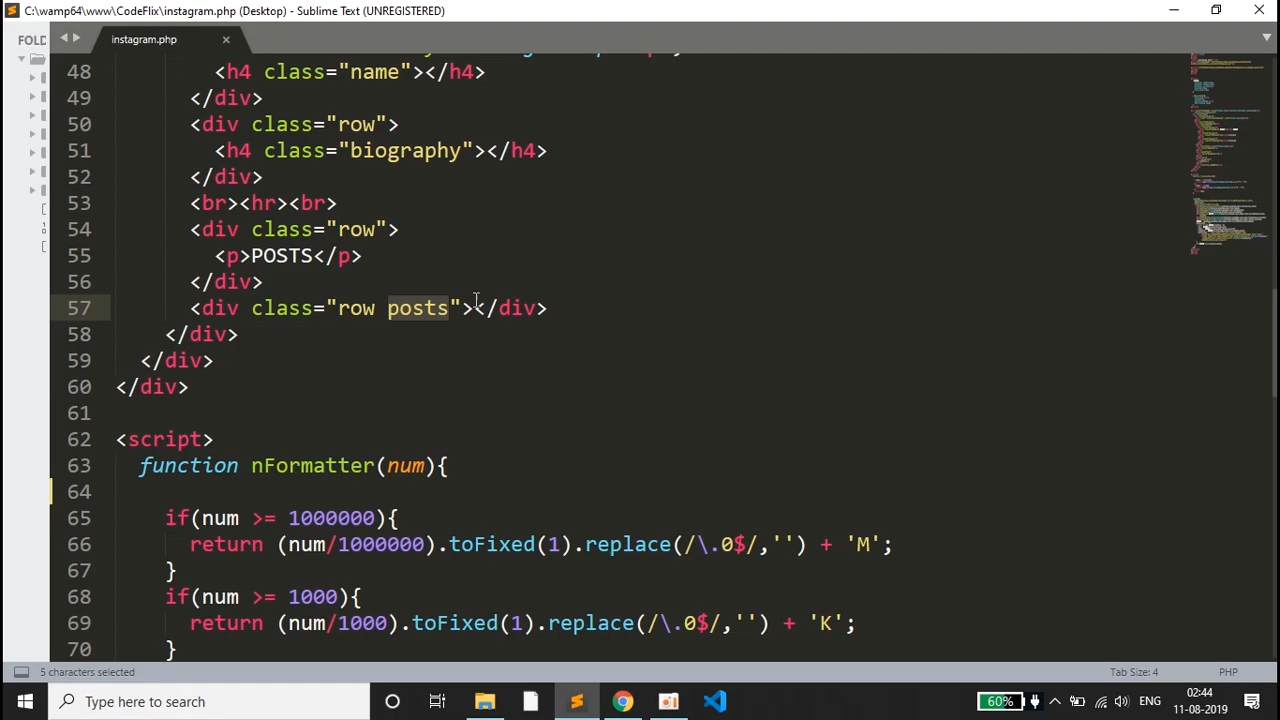 C:\wamp64\www\CodeFlix\instagram.php (Desktop) - Sublime Text (UNREGISTERED)
FOLD
instagram.php
48 <h4 class="name"></h4>
49 </div>
50 <div class="row">
51 <h4 class="biography"></h4>
52 </div>
53 <br><hr><br>
54 <div class="row">
55 <p>POSTS</p>
56 </div>
57 <div class="row posts"></div>
58 </div>
59 </div>
60 </div>
61
62 <script>
63 function nFormatter(num){
64
65 if(num >= 1000000){
66 return (num/1000000).toFixed(1).replace(/\.0$/,'') + 'M';
67 }
68 if(num >= 1000){
69 return (num/1000).toFixed(1).replace(/\.0$/,'') + 'K';
70 }
5 characters selected
Tab Size: 4
PHP
Type here to search
60%
ENG
02:44
11-08-2019